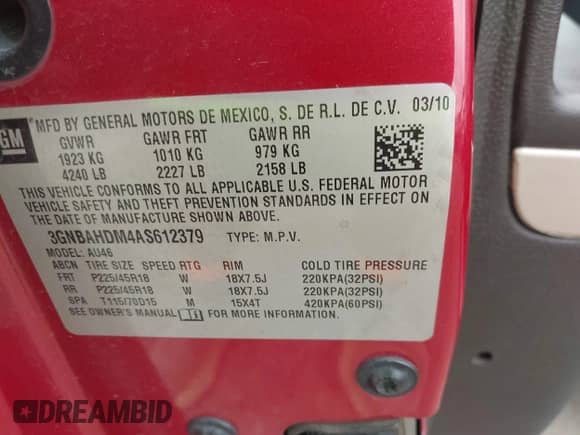 GM
MFD BY GENERAL MOTORS DE MEXICO, S. DE R.L. DE C.V. 03/10
GVWR GAWR FRT GAWR RR
1923 KG 1010 KG 979 KG
4240 LB 2227 LB 2158 LB
THIS VEHICLE CONFORMS TO ALL APPLICABLE U.S. FEDERAL MOTOR
VEHICLE SAFETY AND THEFT PREVENTION STANDARDS IN EFFECT ON
THE DATE OF MANUFACTURE SHOWN ABOVE.
3GNBAHDM4AS612379 TYPE: M.P.V.
MODEL: AU46
ABCN TIRE SIZE SPEED RTG RIM COLD TIRE PRESSURE
FRT P225/45R18 W 18X7.5J 220KPA(32PSI)
RR P225/45R18 W 18X7.5J 220KPA(32PSI)
SPA T115/70D15 M 15X4T 420KPA(60PSI)
SEE OWNER'S MANUAL FOR MORE INFORMATION.
DREAMBID